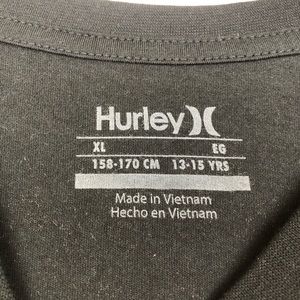 Hurley
XL EG
158-170 CM 13-15 YRS
Made in Vietnam
Hecho en Vietnam